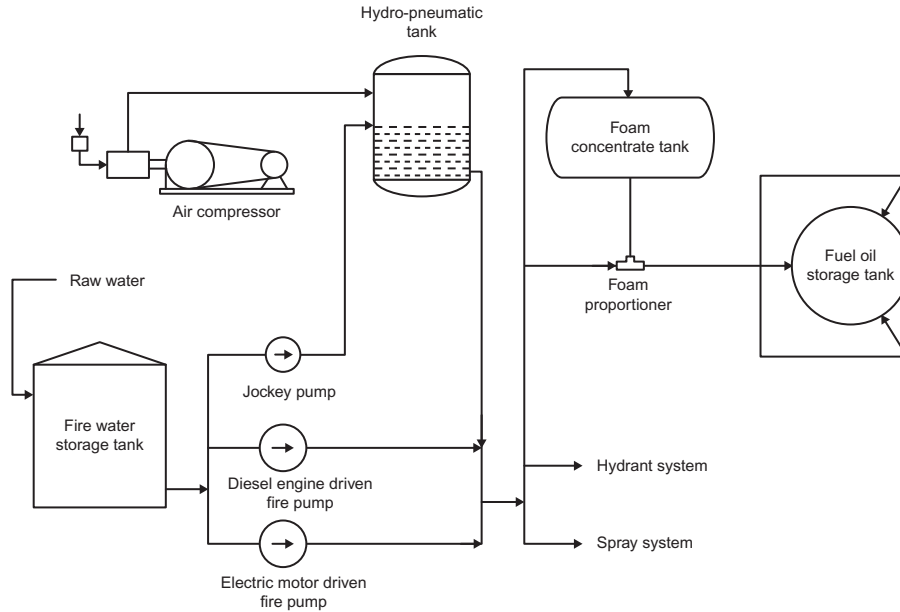 Hydro-pneumatic
tank
Foam
concentrate tank
Air compressor
Fuel oil
storage tank
Foam
proportioner
Raw water
Jockey pump
Fire water
storage tank
Diesel engine driven
fire pump
Hydrant system
Spray system
Electric motor driven
fire pump